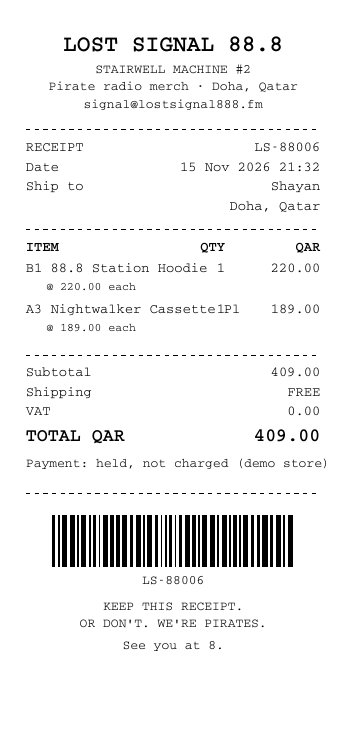 LOST SIGNAL 88.8
STAIRWELL MACHINE #2
Pirate radio merch · Doha, Qatar
signal@lostsignal888.fm
RECEIPT LS-88006
Date 15 Nov 2026 21:32
Ship to Shayan
Doha, Qatar
ITEM QTY QAR
B1 88.8 Station Hoodie 1 220.00
@ 220.00 each
A3 Nightwalker Cassette1Pl 189.00
@ 189.00 each
Subtotal 409.00
Shipping FREE
VAT 0.00
TOTAL QAR 409.00
Payment: held, not charged (demo store)
LS-88006
KEEP THIS RECEIPT.
OR DON'T. WE'RE PIRATES.
See you at 8.